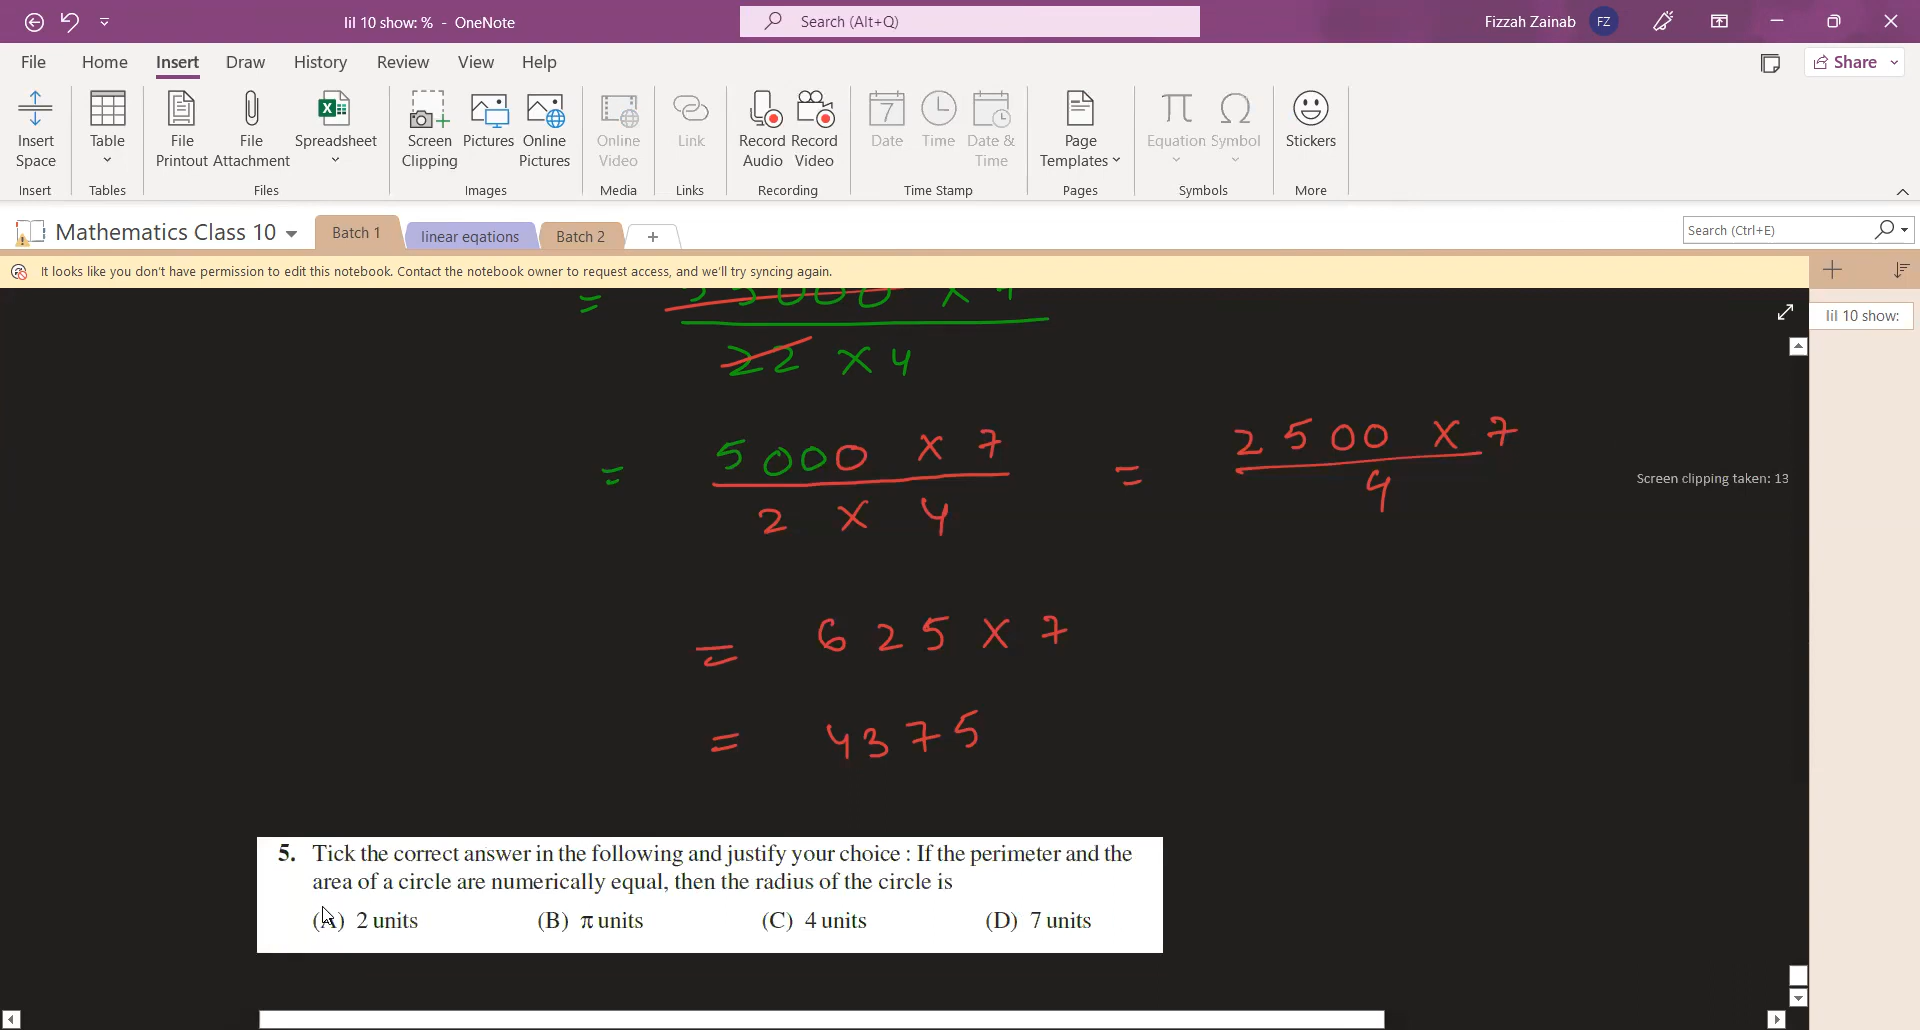 lil 10 show: % - OneNote
Search (Alt+Q)
Fizzah Zainab FZ
File Home Insert Draw History Review View Help
Share
Insert Space
Table
File Printout
File Attachment
Spreadsheet
Screen Clipping
Pictures
Online Pictures
Online Video
Link
Record Audio
Record Video
Date
Time
Date & Time
Page Templates
Equation
Symbol
Stickers
Insert Tables Files Images Media Links Recording Time Stamp Pages Symbols More
Mathematics Class 10 Batch 1 linear eqations Batch 2 +
Search (Ctrl+E)
It looks like you don't have permission to edit this notebook. Contact the notebook owner to request access, and we'll try syncing again.
lil 10 show:
22 x 4
= 5000 x 7 / 2 x 4 = 2500 x 7 / 4
Screen clipping taken: 13
= 625 x 7
= 4375
5. Tick the correct answer in the following and justify your choice : If the perimeter and the
area of a circle are numerically equal, then the radius of the circle is
(A) 2 units (B) π units (C) 4 units (D) 7 units